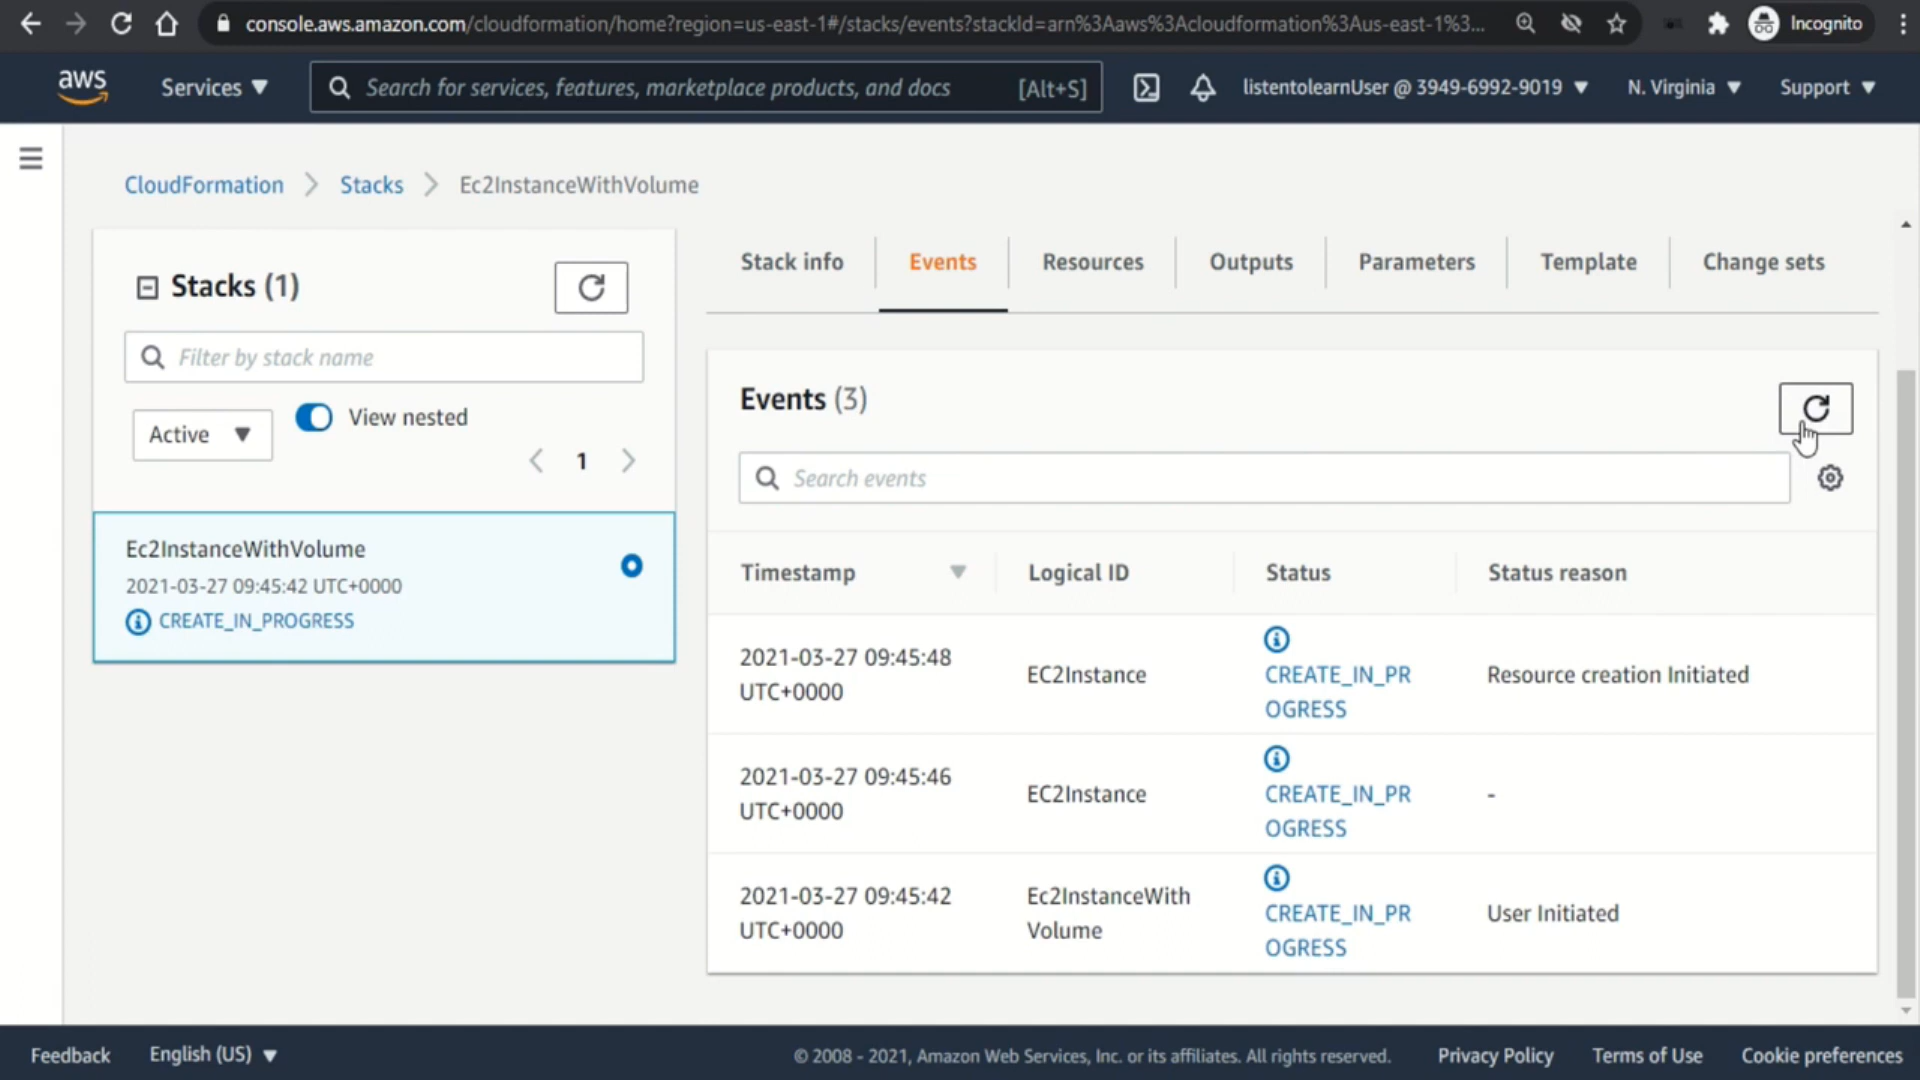 console.aws.amazon.com/cloudformation/home?region=us-east-1#/stacks/events?stackId=arn%3Aaws%3Acloudformation%3Aus-east-1%3...
Incognito
aws
Services
Search for services, features, marketplace products, and docs
[Alt+S]
listentolearnUser @ 3949-6992-9019
N. Virginia
Support
CloudFormation
Stacks
Ec2InstanceWithVolume
Stacks (1)
Filter by stack name
Active
View nested
1
Ec2InstanceWithVolume
2021-03-27 09:45:42 UTC+0000
CREATE_IN_PROGRESS
Stack info
Events
Resources
Outputs
Parameters
Template
Change sets
Events (3)
Search events
Timestamp
Logical ID
Status
Status reason
2021-03-27 09:45:48
UTC+0000
EC2Instance
CREATE_IN_PR
OGRESS
Resource creation Initiated
2021-03-27 09:45:46
UTC+0000
EC2Instance
CREATE_IN_PR
OGRESS
-
2021-03-27 09:45:42
UTC+0000
Ec2InstanceWith
Volume
CREATE_IN_PR
OGRESS
User Initiated
Feedback
English (US)
© 2008 - 2021, Amazon Web Services, Inc. or its affiliates. All rights reserved.
Privacy Policy
Terms of Use
Cookie preferences